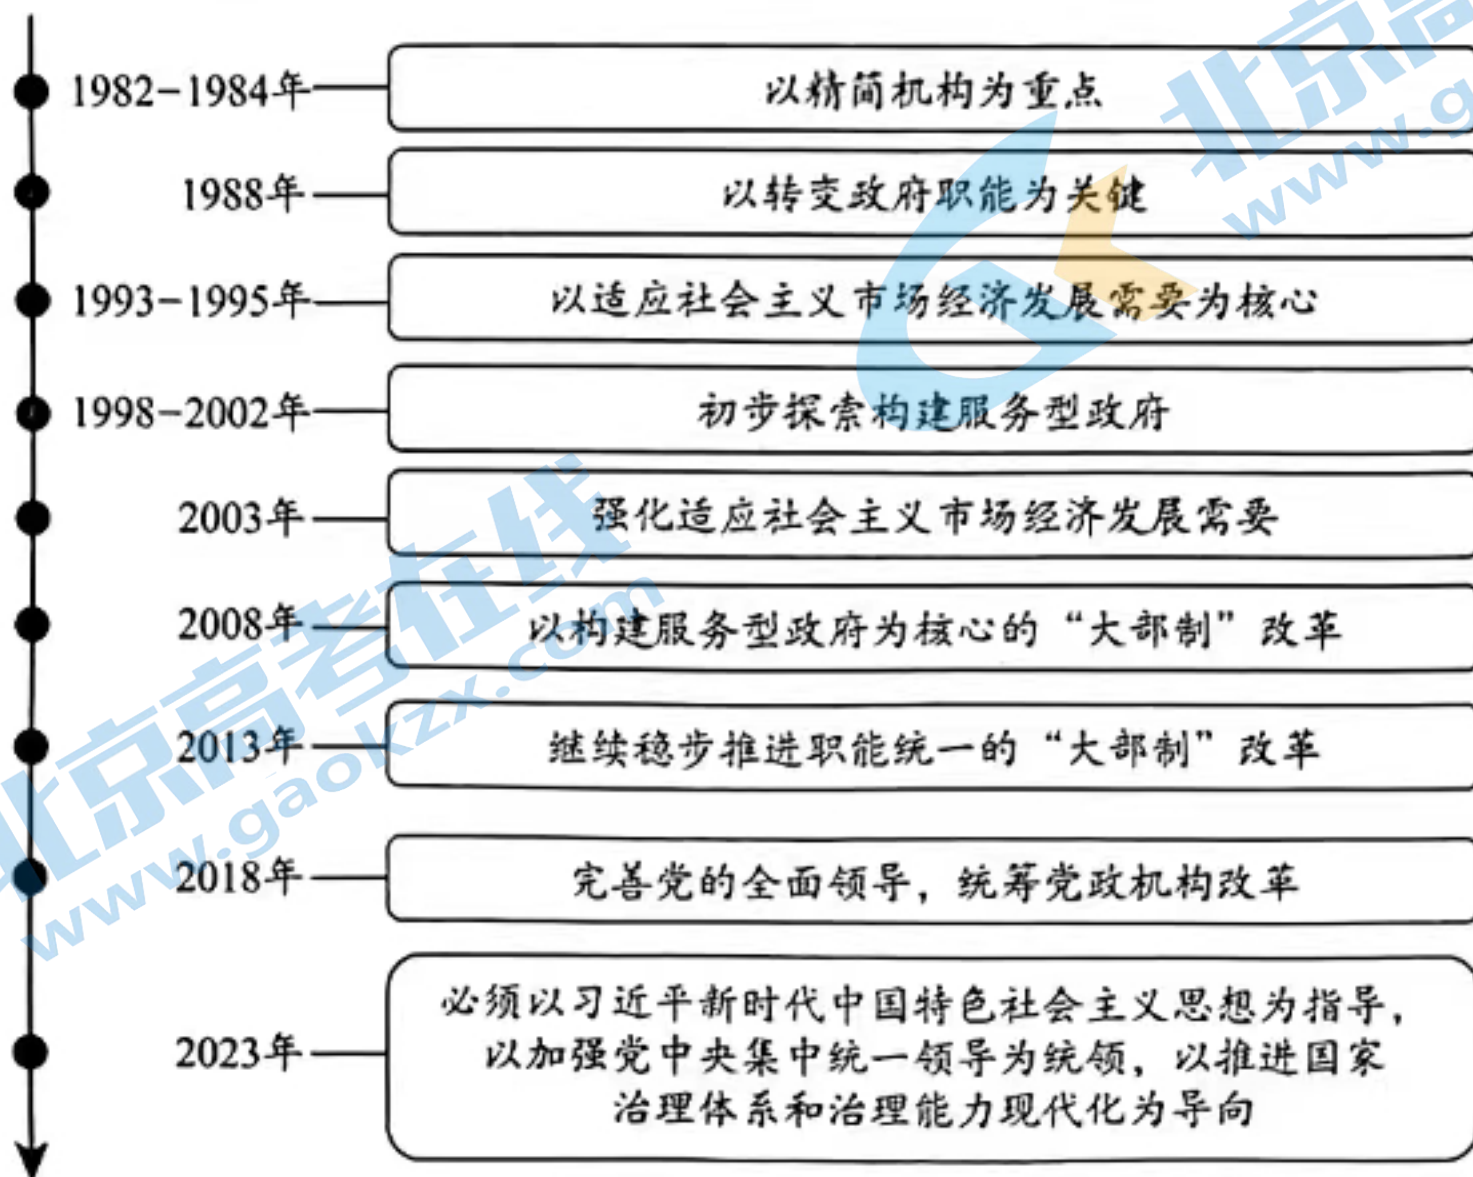 1982-1984年 以精简机构为重点
1988年 以转变政府职能为关键
1993-1995年 以适应社会主义市场经济发展需要为核心
1998-2002年 初步探索构建服务型政府
2003年 强化适应社会主义市场经济发展需要
2008年 以构建服务型政府为核心的“大部制”改革
2013年 继续稳步推进职能统一的“大部制”改革
2018年 完善党的全面领导，统筹党政机构改革
必须以习近平新时代中国特色社会主义思想为指导，
2023年 以加强党中央集中统一领导为统领，以推进国家
治理体系和治理能力现代化为导向
北京高考在线
www.gaokzx.com
北京高
www.g